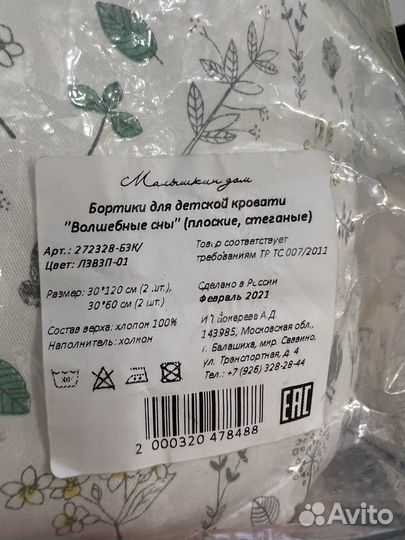 Малышкин дом
Бортики для детской кровати
"Волшебные сны" (плоские, стеганые)
Арт.: 272328-БЗК/
Цвет: ЛЗВЗП-01
Товар соответствует
требованиям ТР ТС 007/2011
Размер: 30*120 см (2 шт.),
30*60 см (2 шт.)
Сделано в России
Февраль 2021
Состав верха: хлопок 100%
Наполнитель: холкон
ИП А.Д.
143985, Московская обл.,
г. Балашиха, мкр. Саввино,
ул. Транспортная, д. 4
Тел.: +7 (926) 328-28-44
2 000320 478488
EAC
Avito